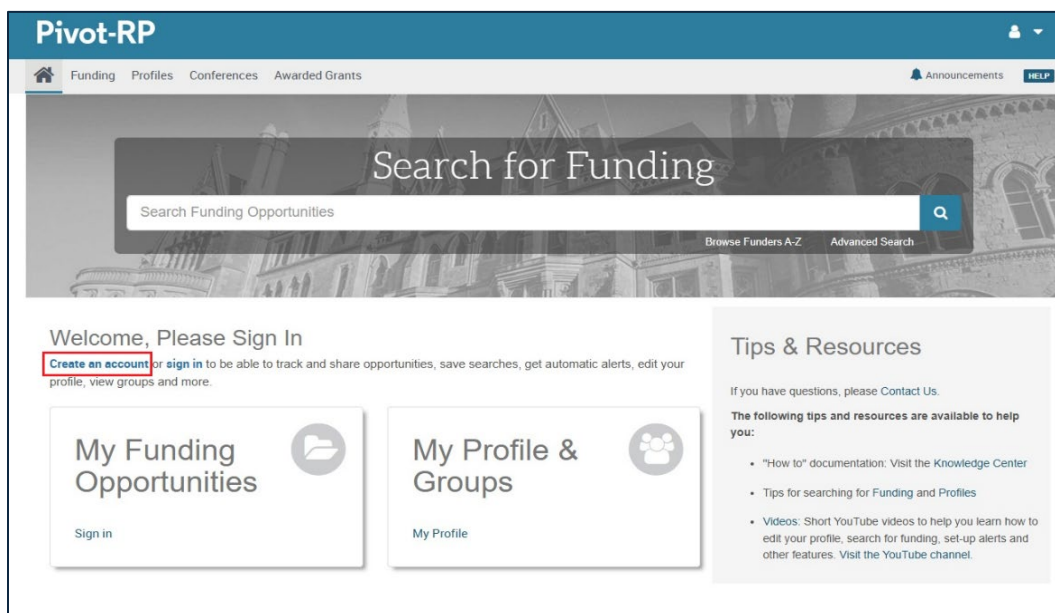 Pivot-RP
Funding Profiles Conferences Awarded Grants
Announcements HELP
Search for Funding
Search Funding Opportunities
Browse Funders A-Z Advanced Search
Welcome, Please Sign In
Create an account or sign in to be able to track and share opportunities, save searches, get automatic alerts, edit your
profile, view groups and more.
My Funding
Opportunities
Sign in
My Profile &
Groups
My Profile
Tips & Resources
If you have questions, please Contact Us.
The following tips and resources are available to help
you:
• "How to" documentation: Visit the Knowledge Center
• Tips for searching for Funding and Profiles
• Videos: Short YouTube videos to help you learn how to
edit your profile, search for funding, set-up alerts and
other features. Visit the YouTube channel.